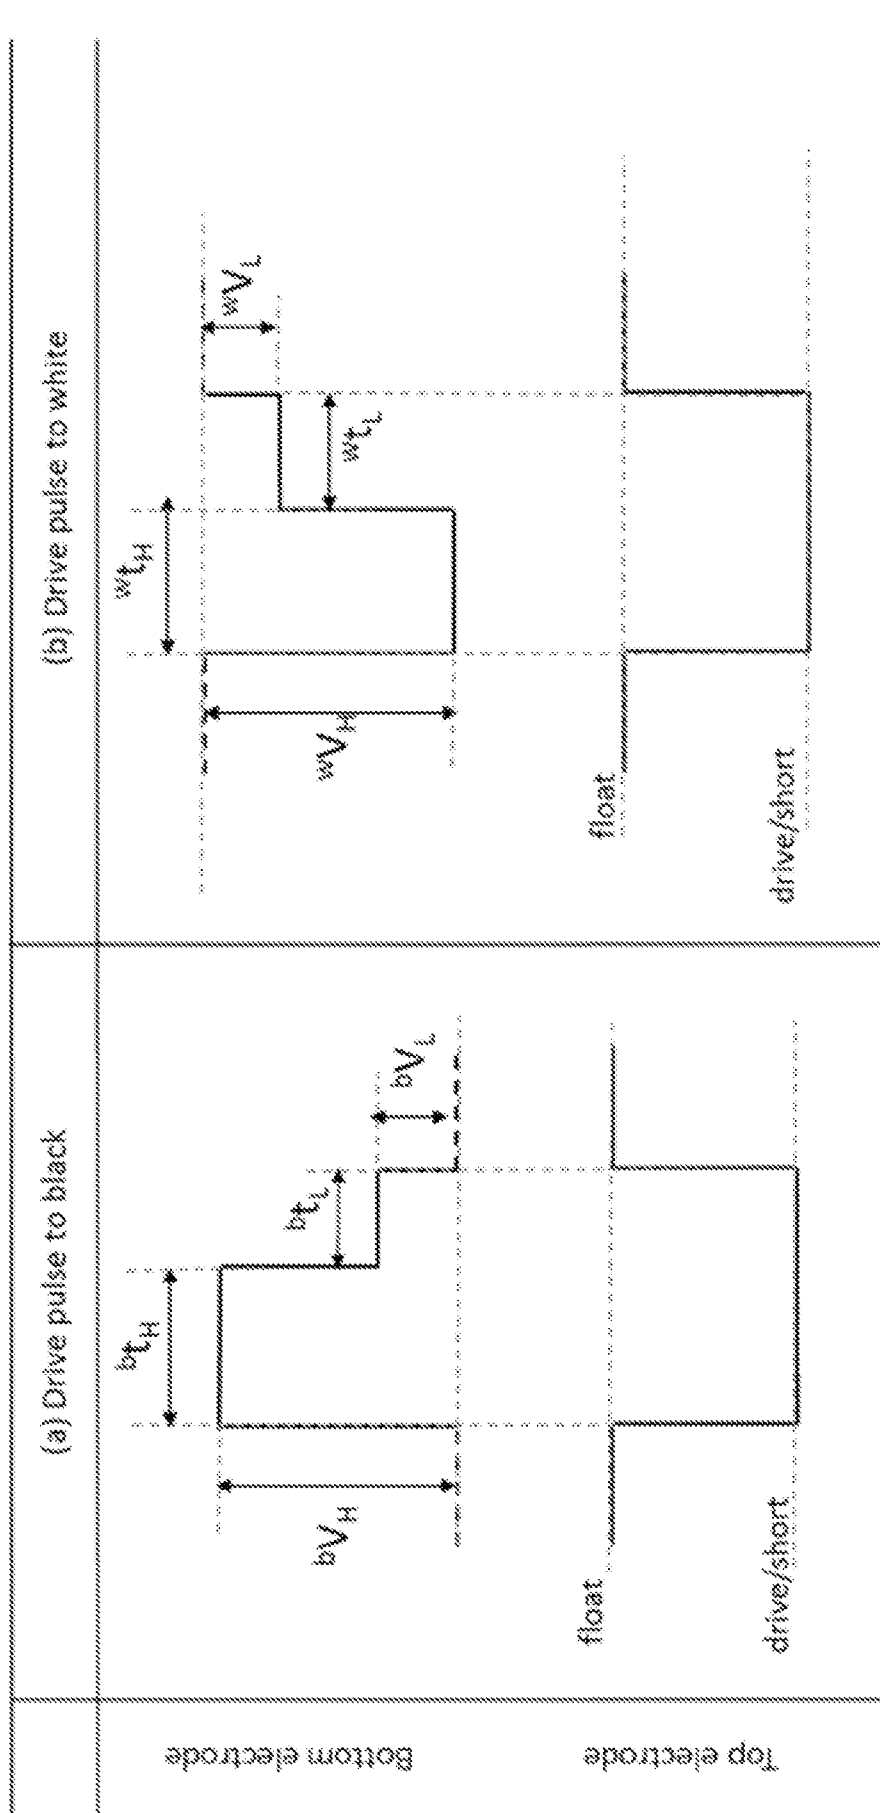 (a) Drive pulse to black
(b) Drive pulse to white
Bottom electrode
bVH
btH
btL
bVL
wVH
wtH
wtL
wVL
Top electrode
float
drive/short
float
drive/short